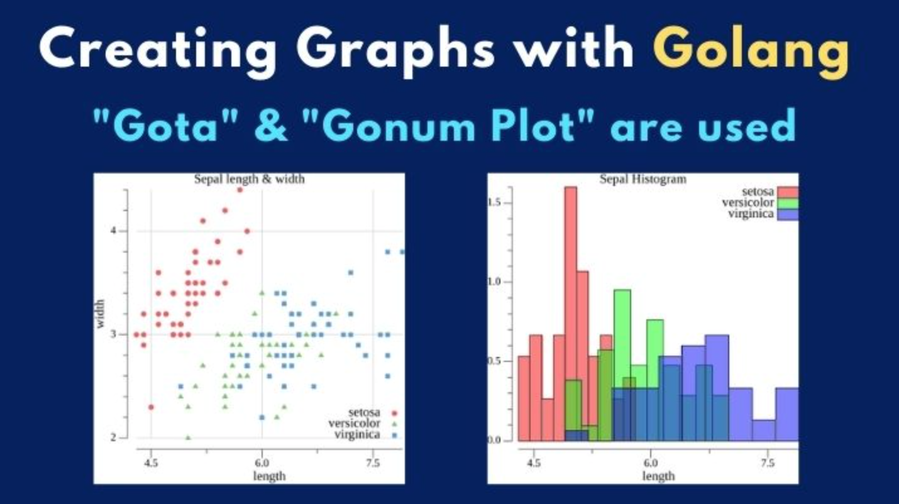 Creating Graphs with Golang
"Gota" & "Gonum Plot" are used
Sepal length & width
4
3
2
width
4.5 6.0 7.5
length
setosa
versicolor
virginica
Sepal Histogram
1.5
1.0
0.5
0.0
4.5 6.0 7.5
length
setosa
versicolor
virginica